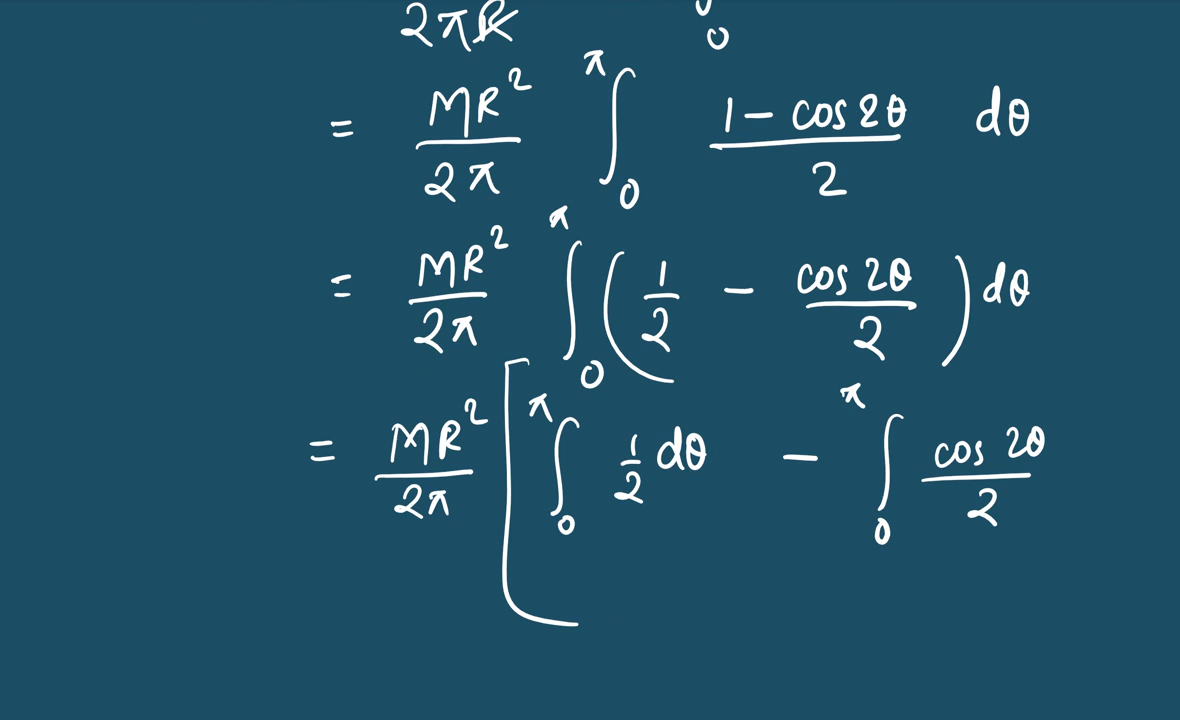 2πR 0
= MR²/2π ∫₀^π (1 - cos 2θ)/2 dθ
= MR²/2π ∫₀^π (1/2 - cos 2θ/2) dθ
= MR²/2π [ ∫₀^π 1/2 dθ - ∫₀^π cos 2θ/2